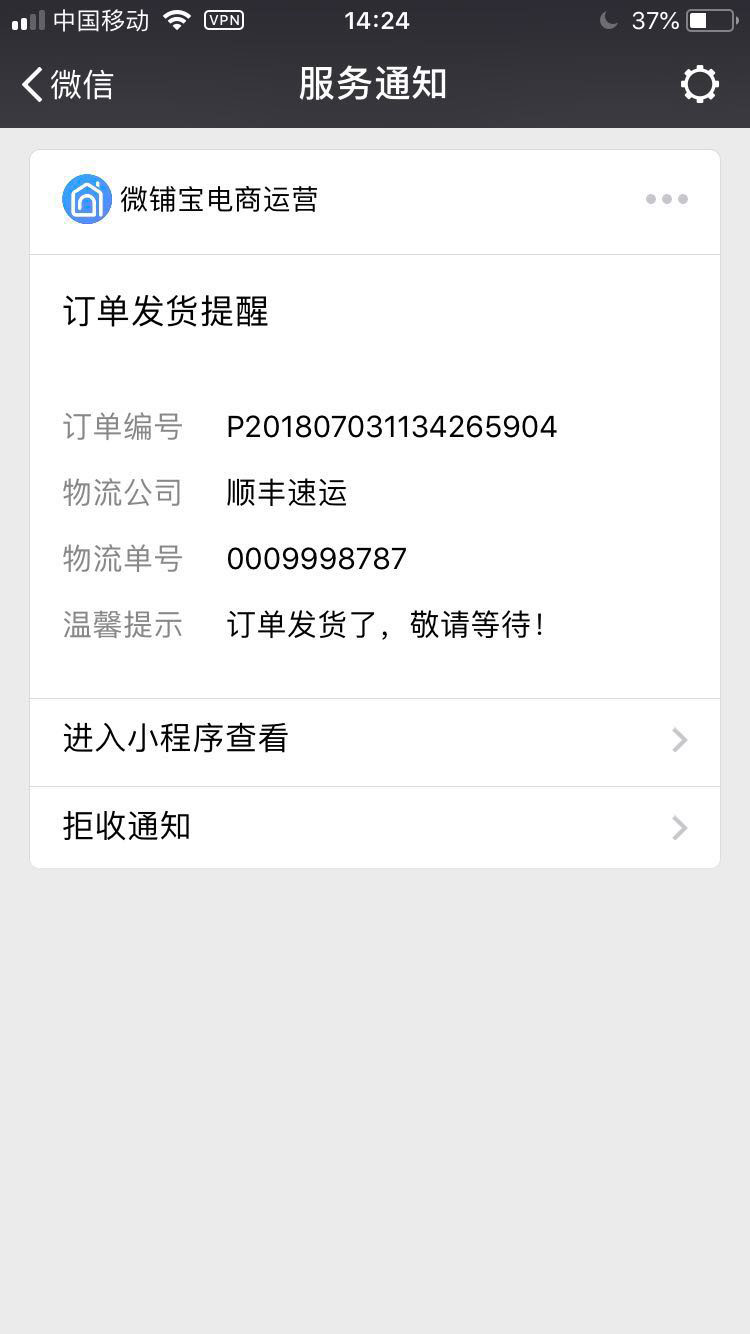 中国移动 VPN 14:24 37%
微信 服务通知
微铺宝电商运营
订单发货提醒
订单编号 P201807031134265904
物流公司 顺丰速运
物流单号 0009998787
温馨提示 订单发货了，敬请等待！
进入小程序查看
拒收通知